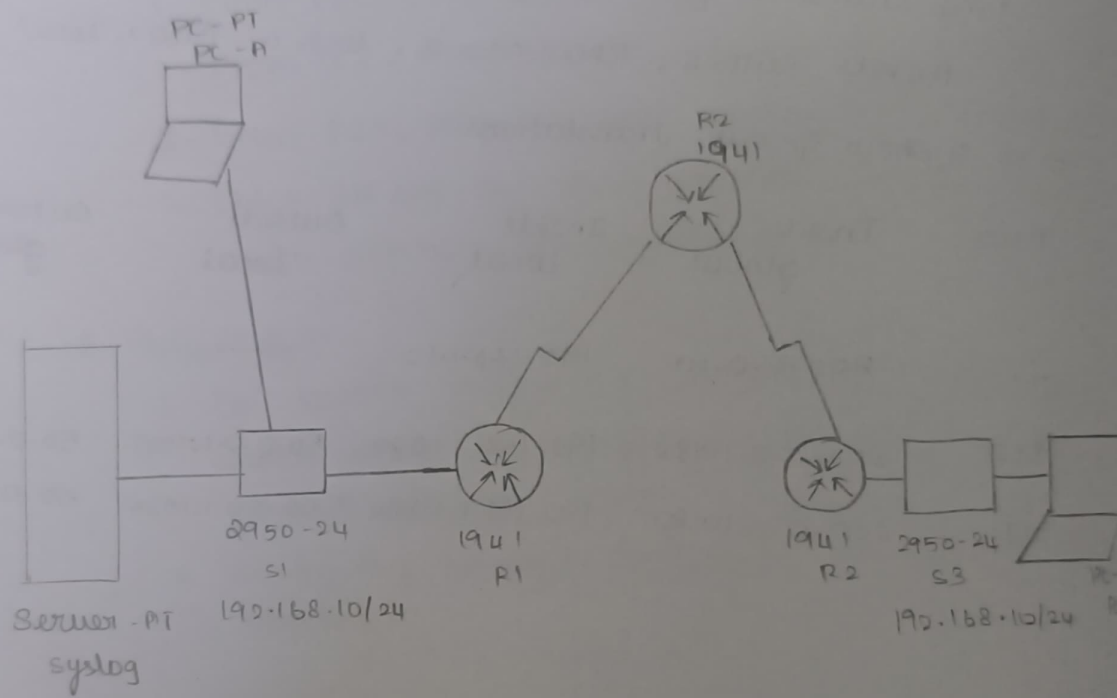 PC-PT
PC-A
R2
1941
2950-24
S1
192.168.10/24
1941
R1
1941
R2
2950-24
S3
192.168.10/24
Server-PT
syslog